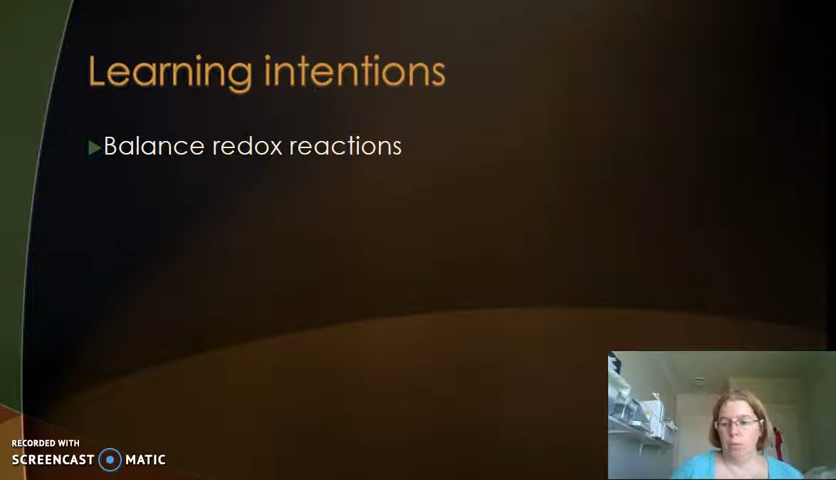 Learning intentions
Balance redox reactions
RECORDED WITH
SCREENCAST MATIC